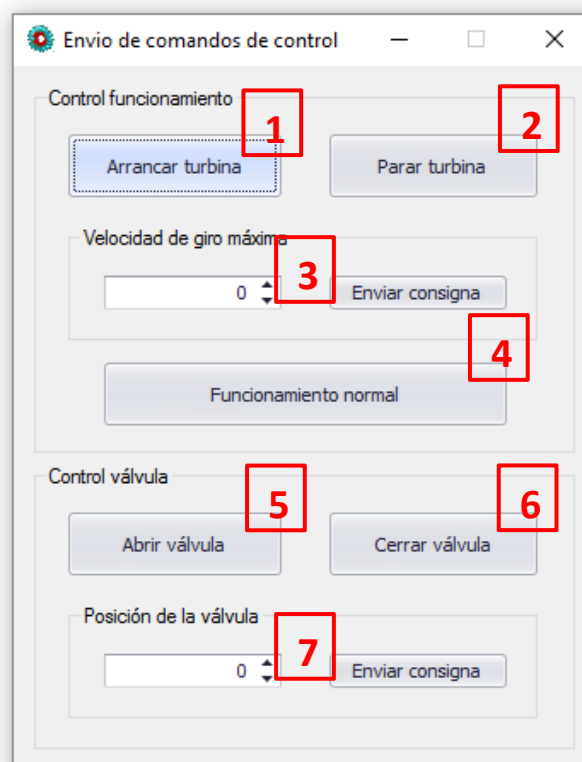 Envio de comandos de control
Control funcionamiento
1
2
Arrancar turbina
Parar turbina
Velocidad de giro máxima
3
0
Enviar consigna
4
Funcionamiento normal
Control válvula
5
6
Abrir válvula
Cerrar válvula
Posición de la válvula
7
0
Enviar consigna